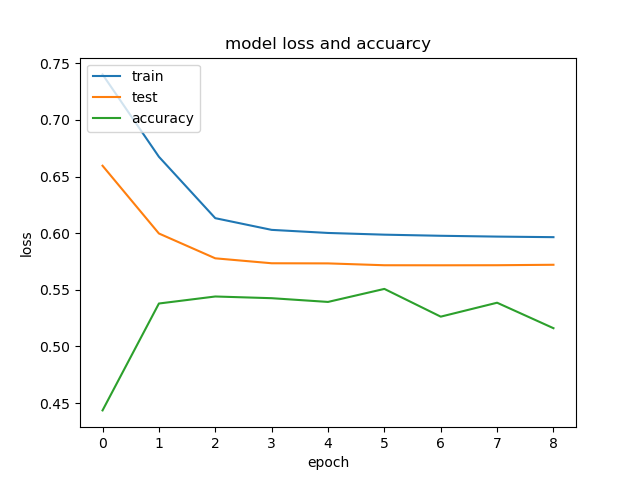 model loss and accuarcy
0.75
0.70
0.65
0.60
0.55
0.50
0.45
loss
train
test
accuracy
0 1 2 3 4 5 6 7 8
epoch